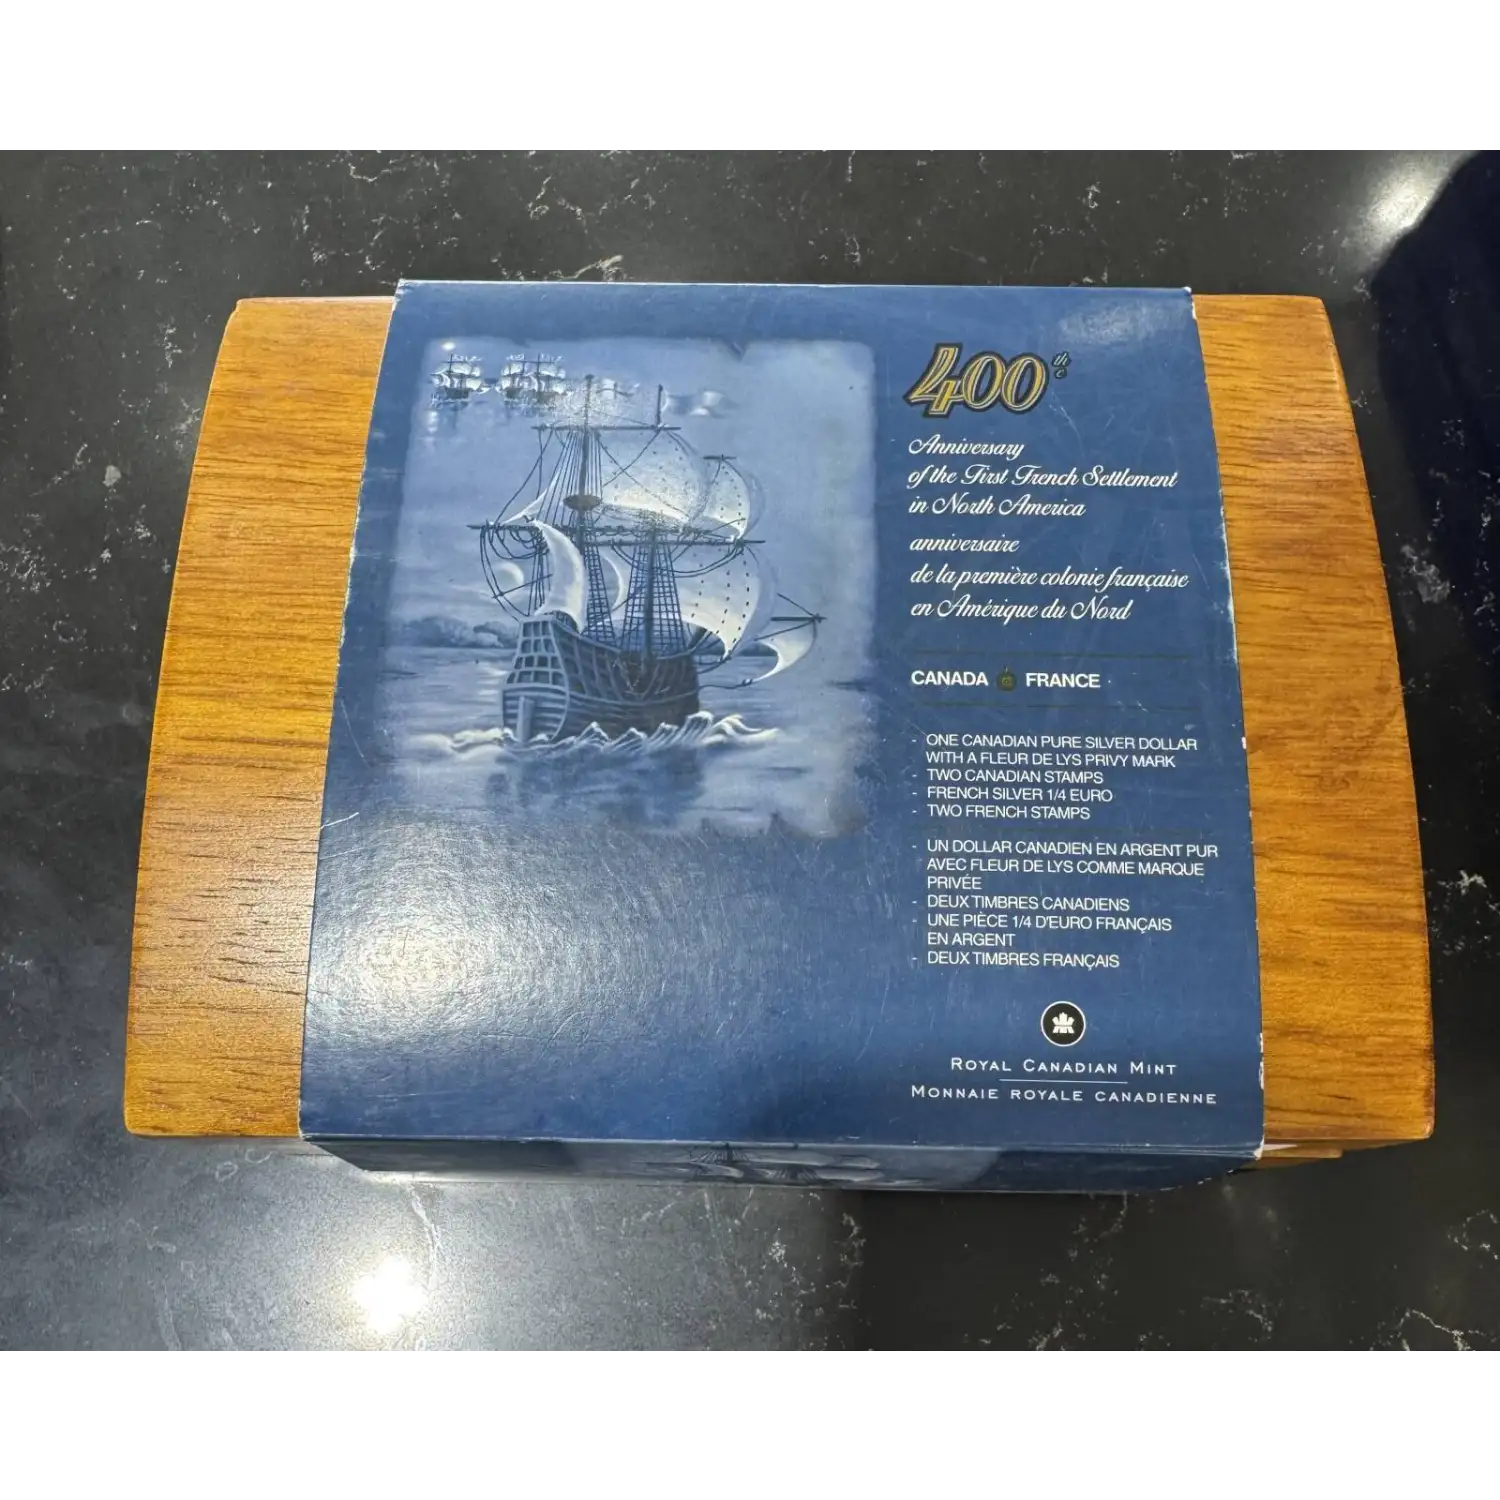 400th
e
Anniversary
of the First French Settlement
in North America
anniversaire
de la première colonie française
en Amérique du Nord
CANADA FRANCE
- ONE CANADIAN PURE SILVER DOLLAR
WITH A FLEUR DE LYS PRIVY MARK
- TWO CANADIAN STAMPS
- FRENCH SILVER 1/4 EURO
- TWO FRENCH STAMPS
- UN DOLLAR CANADIEN EN ARGENT PUR
AVEC FLEUR DE LYS COMME MARQUE
PRIVÉE
- DEUX TIMBRES CANADIENS
- UNE PIÈCE 1/4 D'EURO FRANÇAIS
EN ARGENT
- DEUX TIMBRES FRANÇAIS
ROYAL CANADIAN MINT
MONNAIE ROYALE CANADIENNE